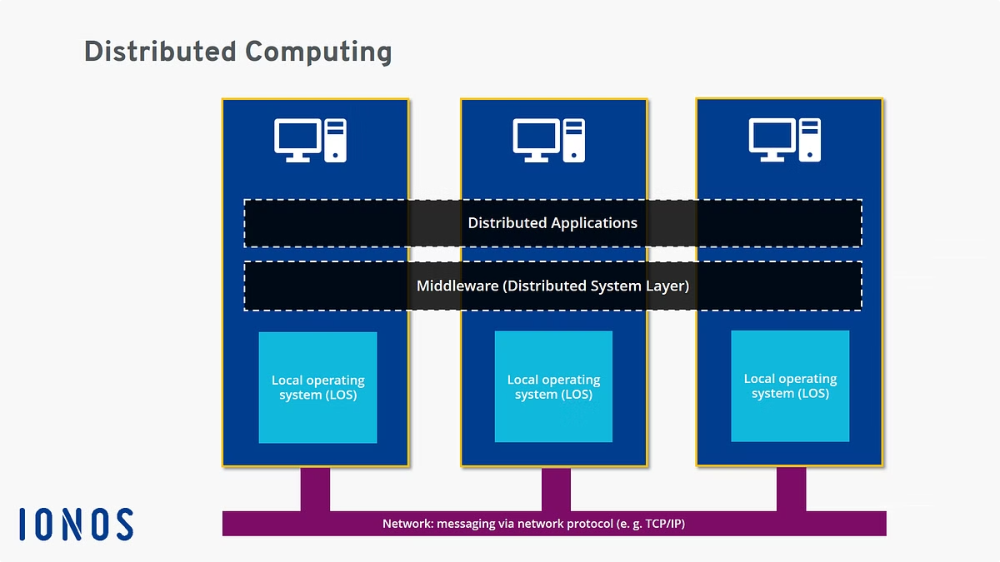 Distributed Computing
Distributed Applications
Middleware (Distributed System Layer)
Local operating
system (LOS)
Local operating
system (LOS)
Local operating
system (LOS)
Network: messaging via network protocol (e. g. TCP/IP)
IONOS